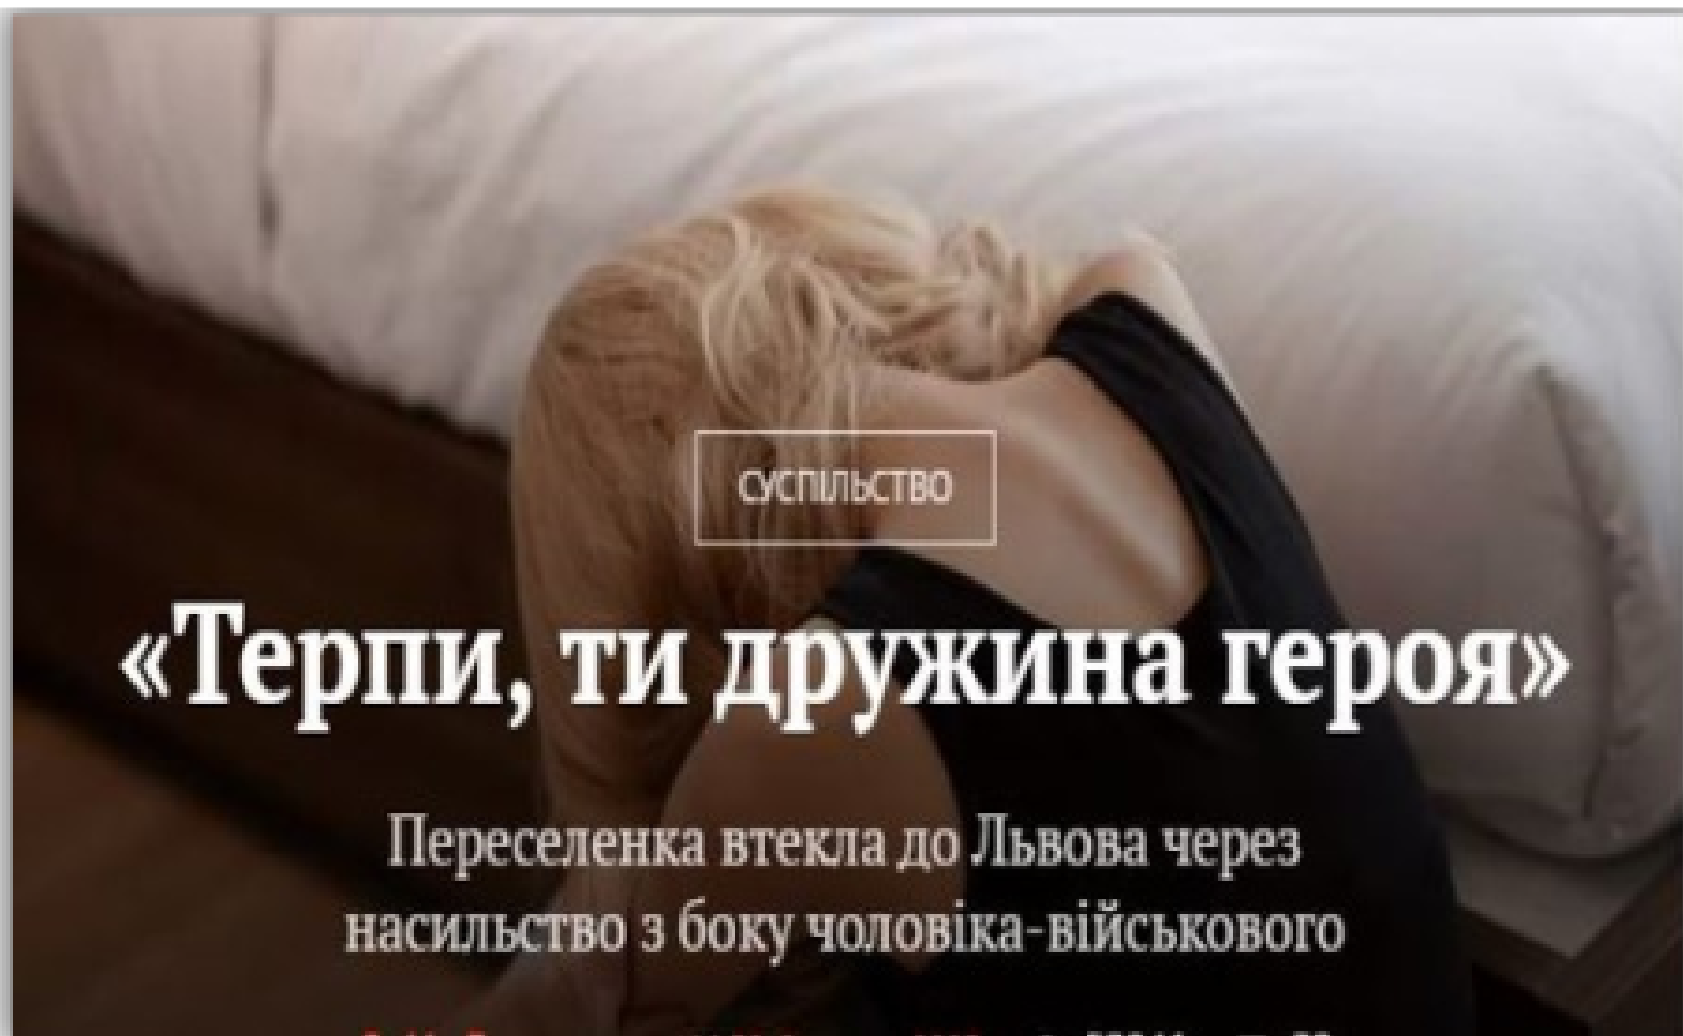 СУСПІЛЬСТВО
«Терпи, ти дружина героя»
Переселенка втекла до Львова через
насильство з боку чоловіка-військового